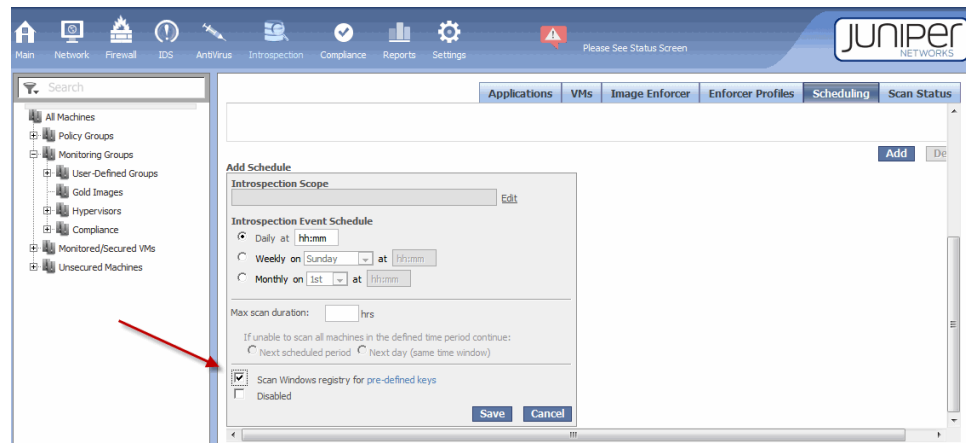 Main Network Firewall IDS AntiVirus Introspection Compliance Reports Settings
Please See Status Screen
JUNIPER
NETWORKS
Search
Applications VMs Image Enforcer Enforcer Profiles Scheduling Scan Status
All Machines
Policy Groups
Monitoring Groups
User-Defined Groups
Gold Images
Hypervisors
Compliance
Monitored/Secured VMs
Unsecured Machines
Add De
Add Schedule
Introspection Scope
Edit
Introspection Event Schedule
Daily at hh:mm
Weekly on Sunday at hh:mm
Monthly on 1st at hh:mm
Max scan duration: hrs
If unable to scan all machines in the defined time period continue:
Next scheduled period Next day (same time window)
Scan Windows registry for pre-defined keys
Disabled
Save Cancel